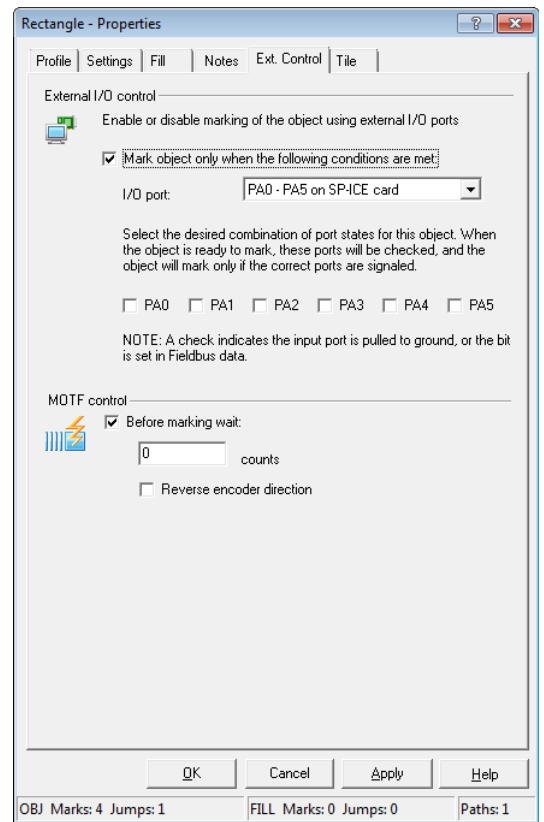 Rectangle - Properties
Profile Settings Fill Notes Ext. Control Tile
External I/O control
Enable or disable marking of the object using external I/O ports
Mark object only when the following conditions are met:
I/O port: PA0 - PA5 on SP-ICE card
Select the desired combination of port states for this object. When
the object is ready to mark, these ports will be checked, and the
object will mark only if the correct ports are signaled.
PA0 PA1 PA2 PA3 PA4 PA5
NOTE: A check indicates the input port is pulled to ground, or the bit
is set in Fieldbus data.
MOTF control
Before marking wait:
0 counts
Reverse encoder direction
OK Cancel Apply Help
OBJ Marks: 4 Jumps: 1 FILL Marks: 0 Jumps: 0 Paths: 1